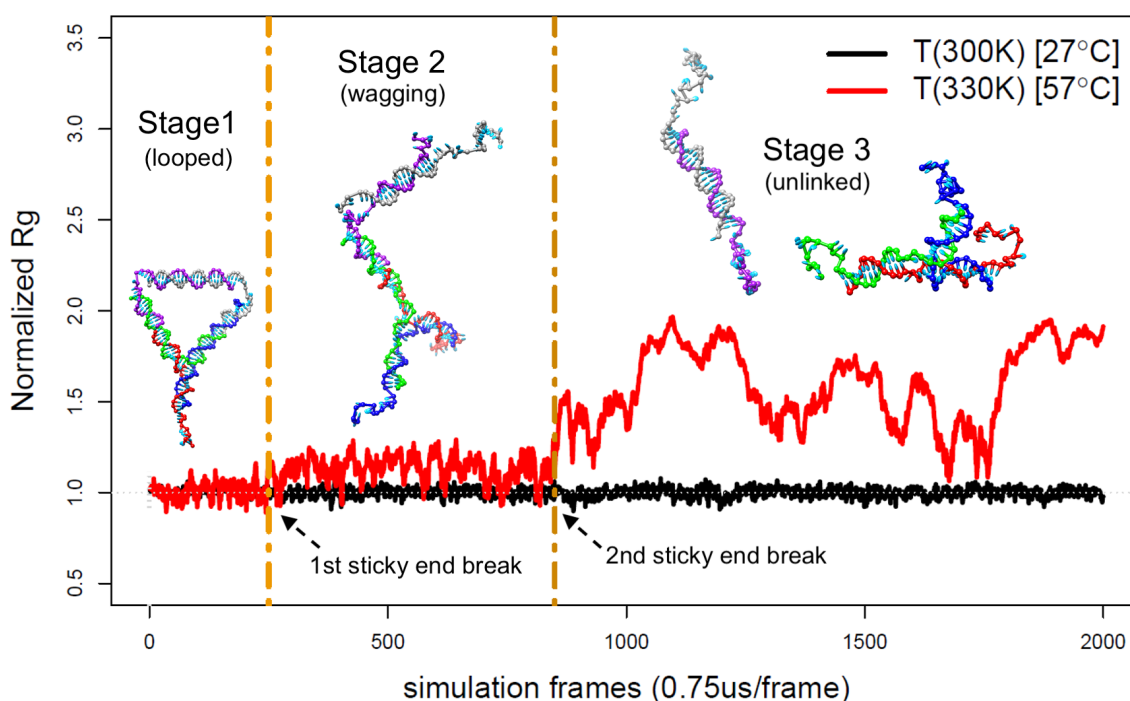 Stage1
(looped)
Stage 2
(wagging)
Stage 3
(unlinked)
T(300K) [27°C]
T(330K) [57°C]
Normalized Rg
3.5
3.0
2.5
2.0
1.5
1.0
0.5
1st sticky end break
2nd sticky end break
0
500
1000
1500
2000
simulation frames (0.75us/frame)